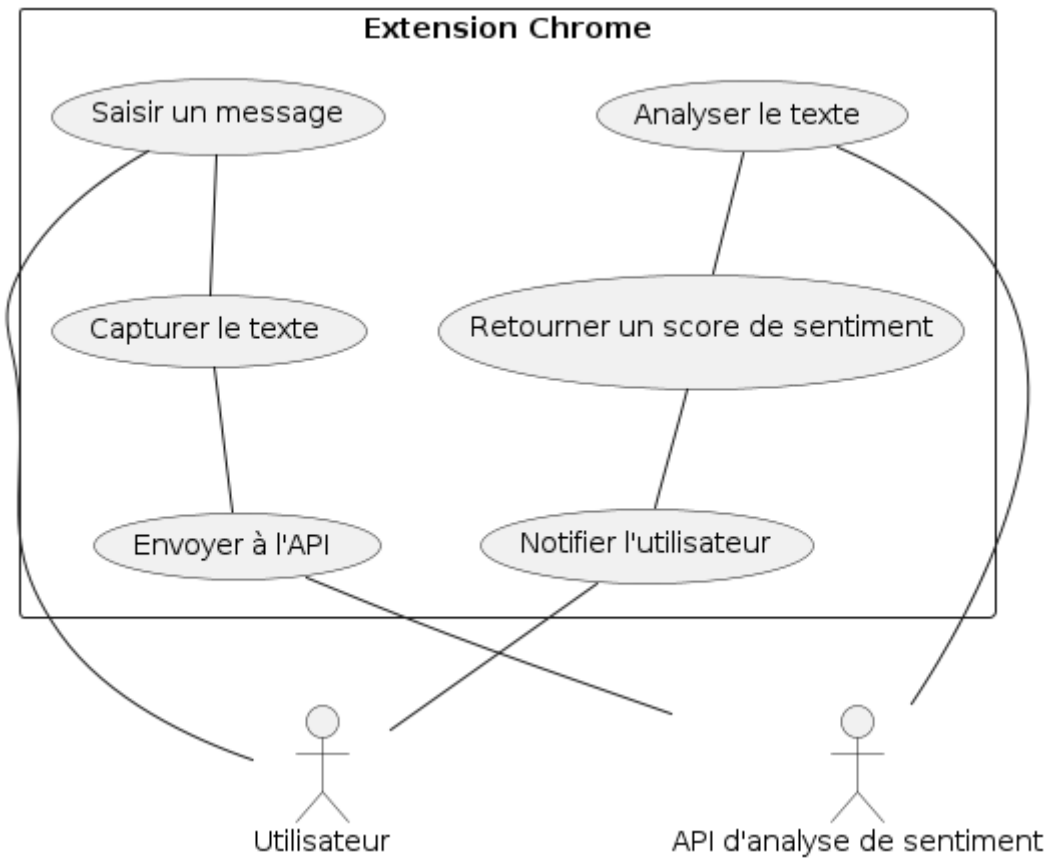 Extension Chrome
Saisir un message
Analyser le texte
Capturer le texte
Retourner un score de sentiment
Envoyer à l'API
Notifier l'utilisateur
Utilisateur
API d'analyse de sentiment